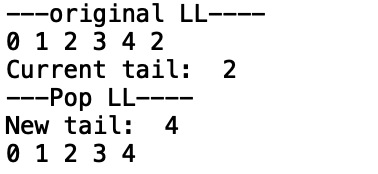 ---original LL----
0 1 2 3 4 2
Current tail:  2
---Pop LL----
New tail:  4
0 1 2 3 4